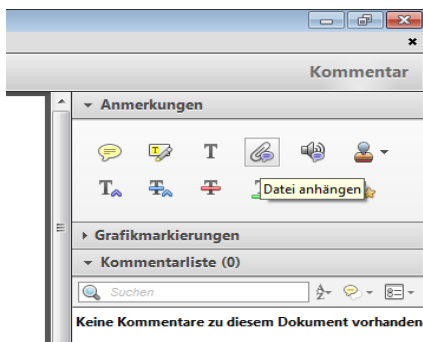 Kommentar
Anmerkungen
T
T T T
Datei anhängen
Grafikmarkierungen
Kommentarliste (0)
Suchen
Keine Kommentare zu diesem Dokument vorhanden